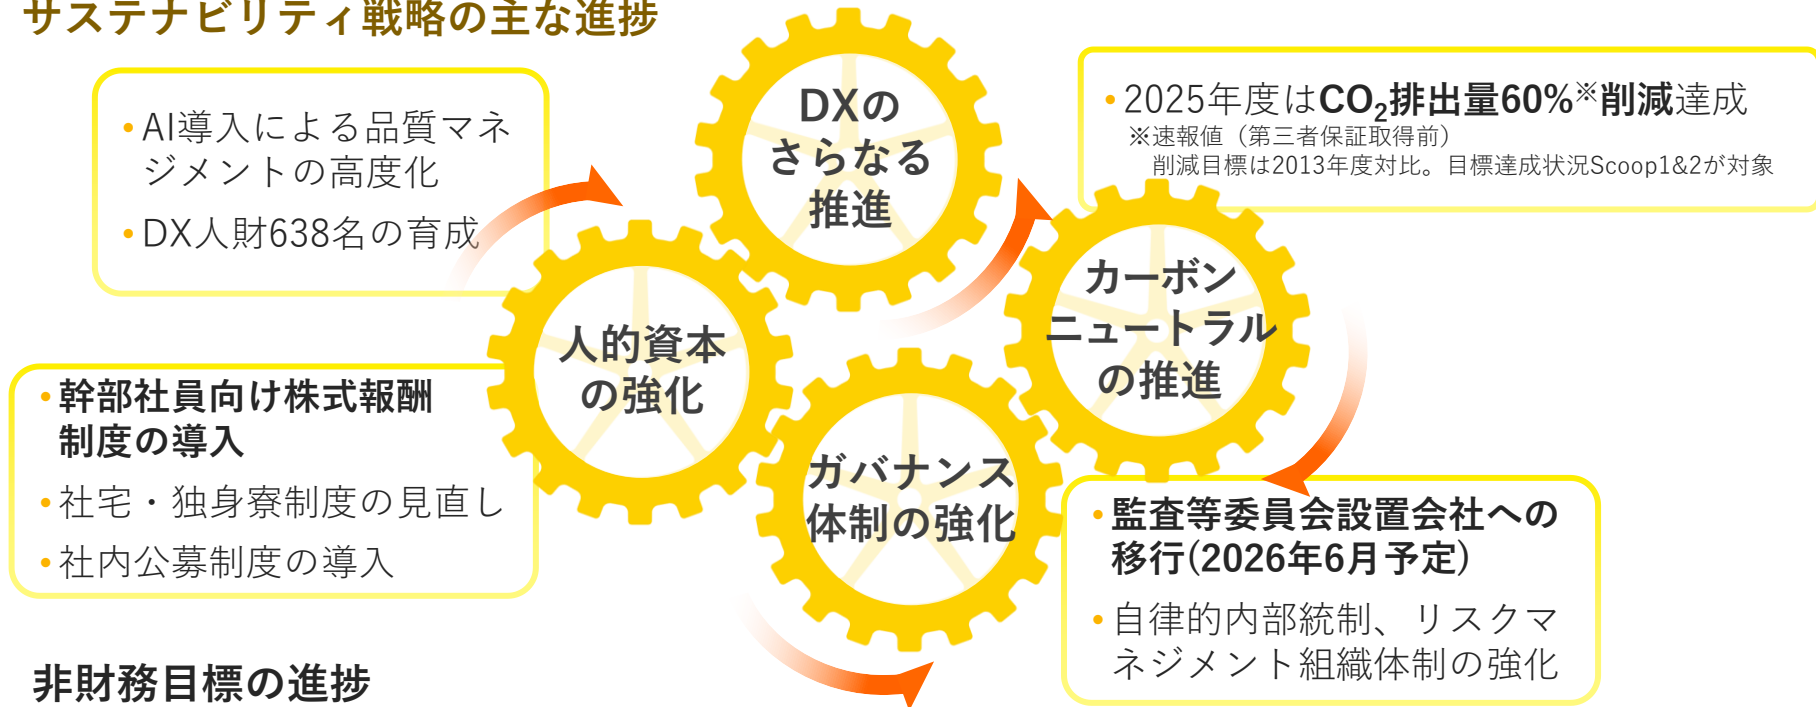 サステナビリティ戦略の主な進捗
・AI導入による品質マネ
ジメントの高度化
・DX人財638名の育成
DXの
さらなる
推進
・2025年度はCO₂排出量60%※削減達成
※速報値（第三者保証取得前）
削減目標は2013年度対比。目標達成状況Scoop1&2が対象
人的資本
の強化
カーボン
ニュートラル
の推進
・幹部社員向け株式報酬
制度の導入
・社宅・独身寮制度の見直し
・社内公募制度の導入
ガバナンス
体制の強化
・監査等委員会設置会社への
移行(2026年6月予定)
・自律的内部統制、リスクマ
ネジメント組織体制の強化
非財務目標の進捗